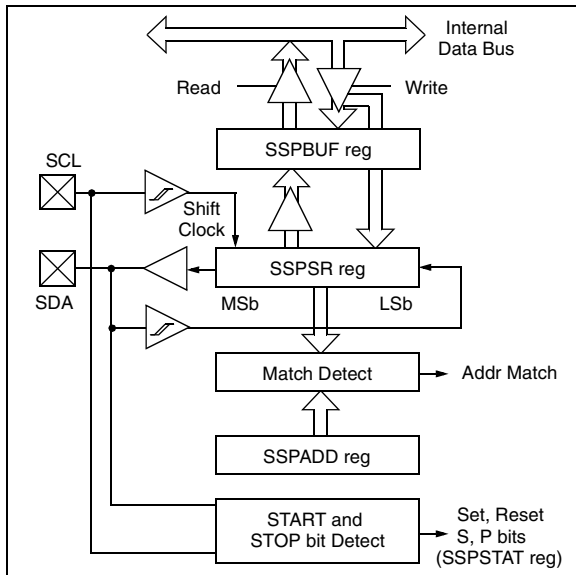 Internal
Data Bus
Read
Write
SSPBUF reg
SCL
Shift
Clock
SSPSR reg
SDA
MSb
LSb
Match Detect
Addr Match
SSPADD reg
START and
STOP bit Detect
Set, Reset
S, P bits
(SSPSTAT reg)